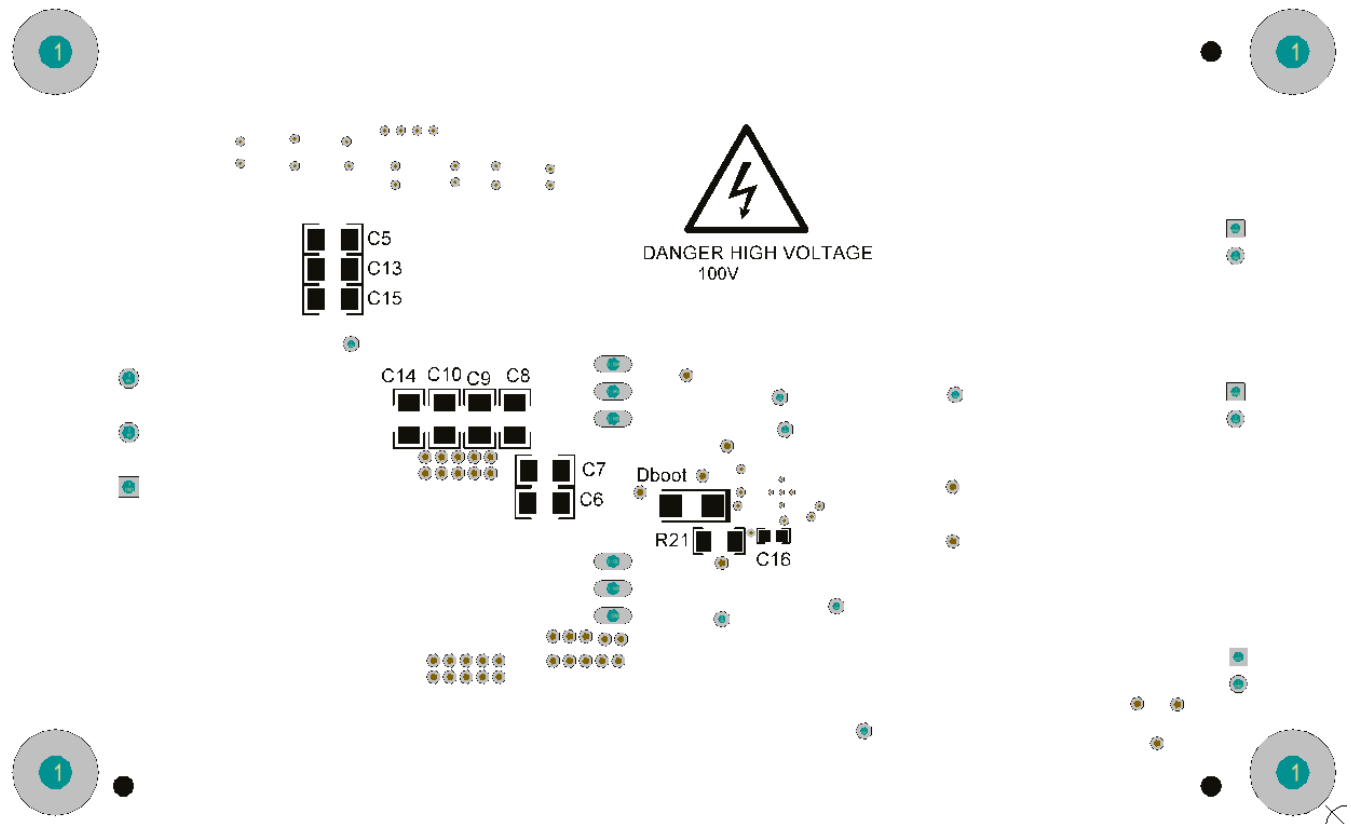 1
1
DANGER HIGH VOLTAGE
100V
C5
C13
C15
C14 C10 C9 C8
C7
C6
Dboot
R21
C16
1
1